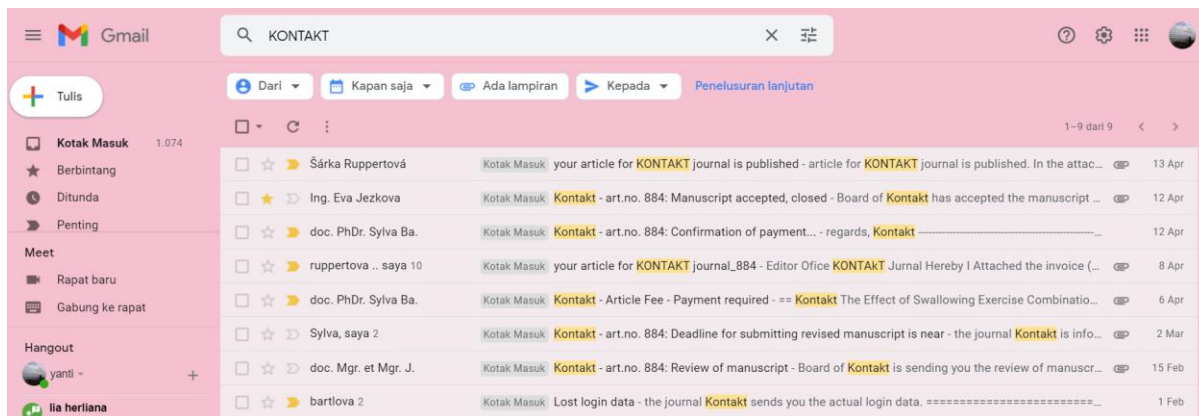 Gmail
KONTAKT
Tulis
Dari Kapan saja Ada lampiran Kepada Penelusuran lanjutan
1–9 dari 9
Kotak Masuk 1.074
Berbintang
Ditunda
Penting
Meet
Rapat baru
Gabung ke rapat
Hangout
yanti
lia herliana
Šárka Ruppertová Kotak Masuk your article for KONTAKT journal is published - article for KONTAKT journal is published. In the attac... 13 Apr
Ing. Eva Jezkova Kotak Masuk Kontakt - art.no. 884: Manuscript accepted, closed - Board of Kontakt has accepted the manuscript ... 12 Apr
doc. PhDr. Sylva Ba. Kotak Masuk Kontakt - art.no. 884: Confirmation of payment... - regards, Kontakt ---------------------------------------------------------... 12 Apr
ruppertova .. saya 10 Kotak Masuk your article for KONTAKT journal_884 - Editor Ofice KONTAkT Jurnal Hereby I Attached the invoice (... 8 Apr
doc. PhDr. Sylva Ba. Kotak Masuk Kontakt - Article Fee - Payment required - == Kontakt The Effect of Swallowing Exercise Combinatio... 6 Apr
Sylva, saya 2 Kotak Masuk Kontakt - art.no. 884: Deadline for submitting revised manuscript is near - the journal Kontakt is info... 2 Mar
doc. Mgr. et Mgr. J. Kotak Masuk Kontakt - art.no. 884: Review of manuscript - Board of Kontakt is sending you the review of manuscr... 15 Feb
bartlova 2 Kotak Masuk Lost login data - the journal Kontakt sends you the actual login data. =========================... 1 Feb